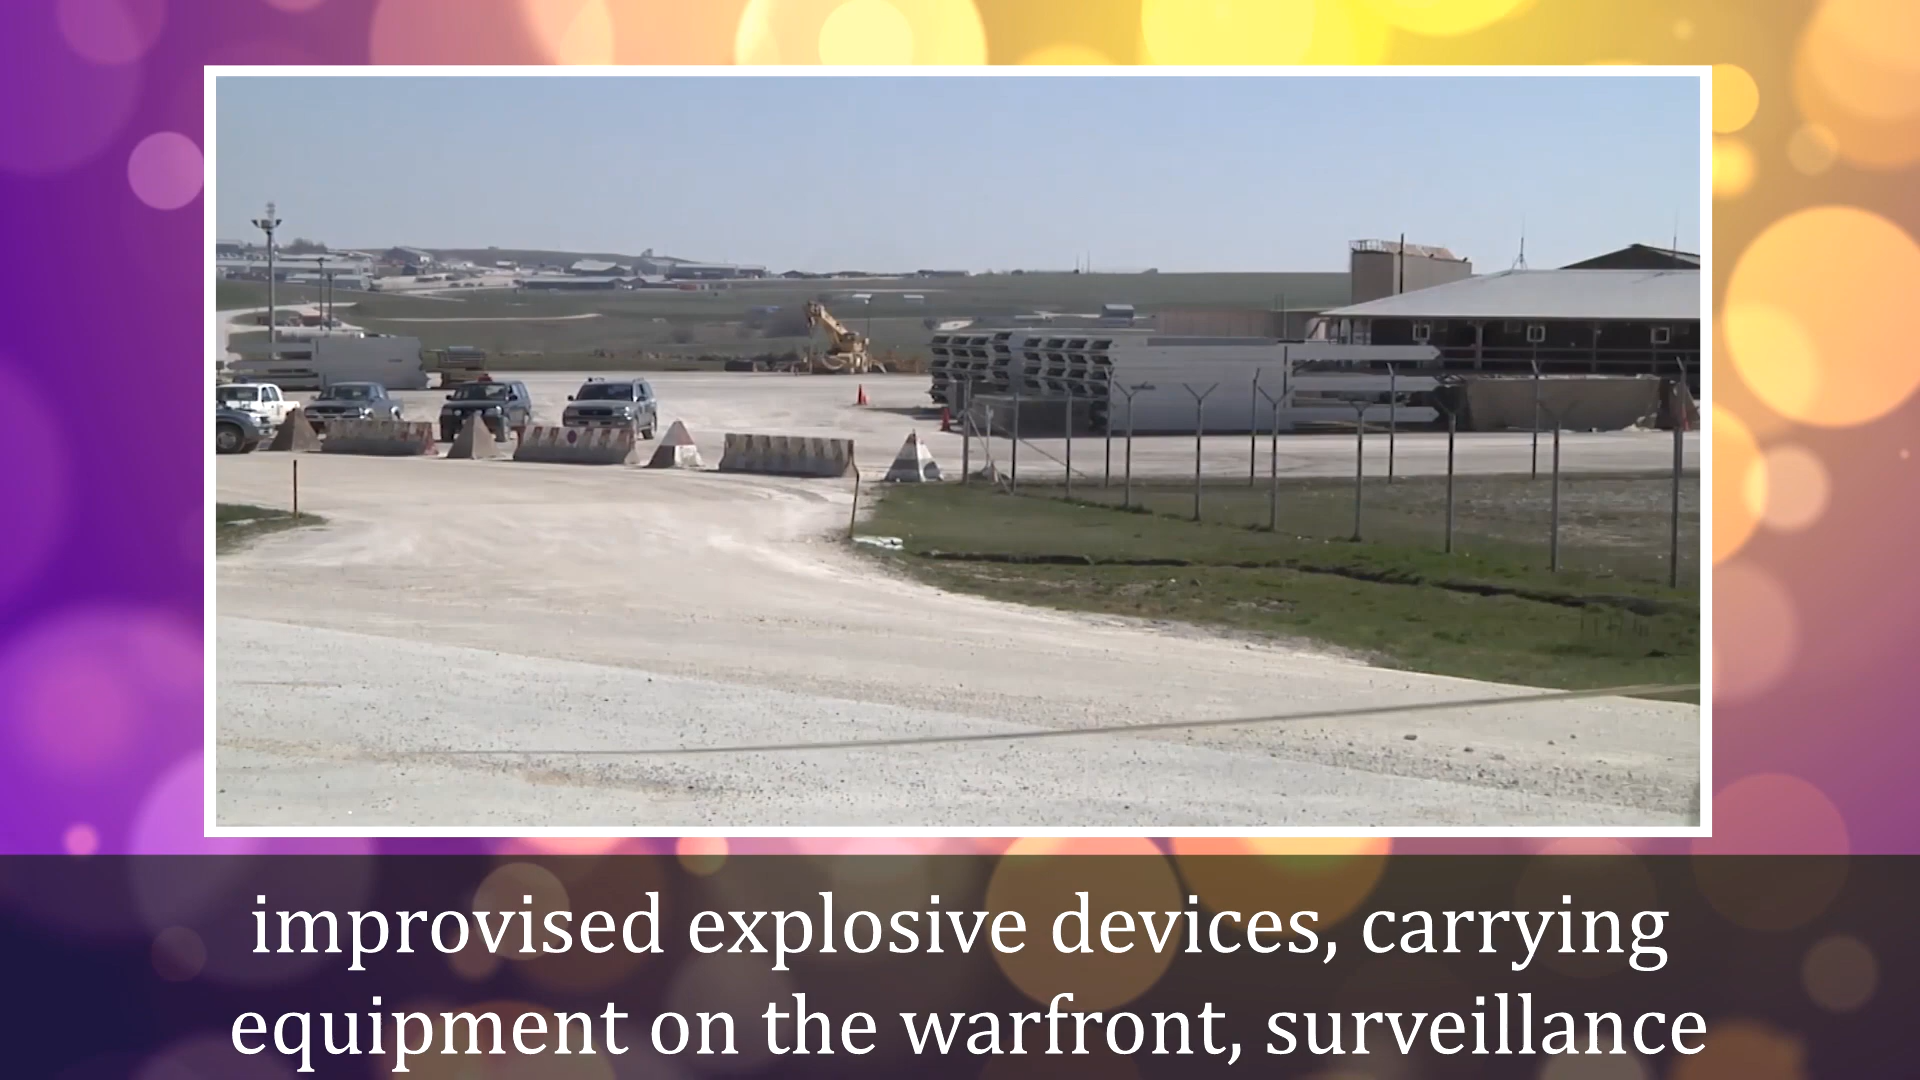 improvised explosive devices, carrying
equipment on the warfront, surveillance